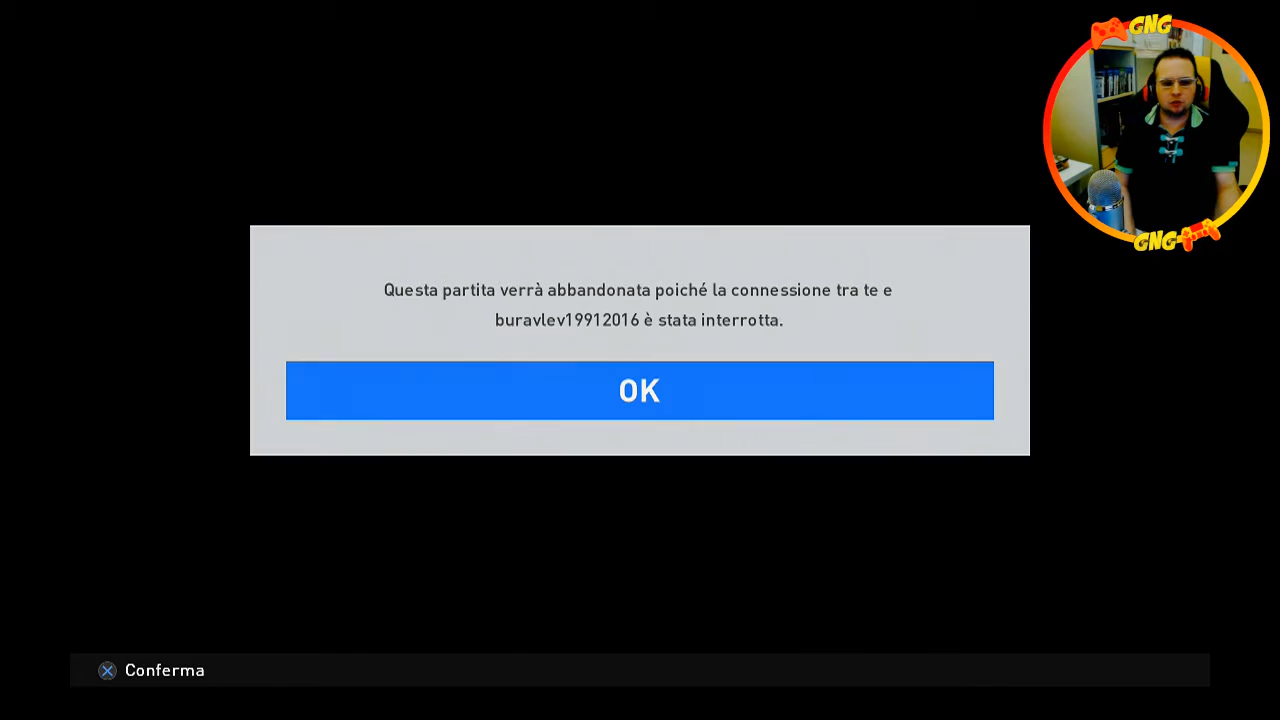 GNG
Questa partita verrà abbandonata poiché la connessione tra te e
buravlev19912016 è stata interrotta.
OK
GNG
Conferma